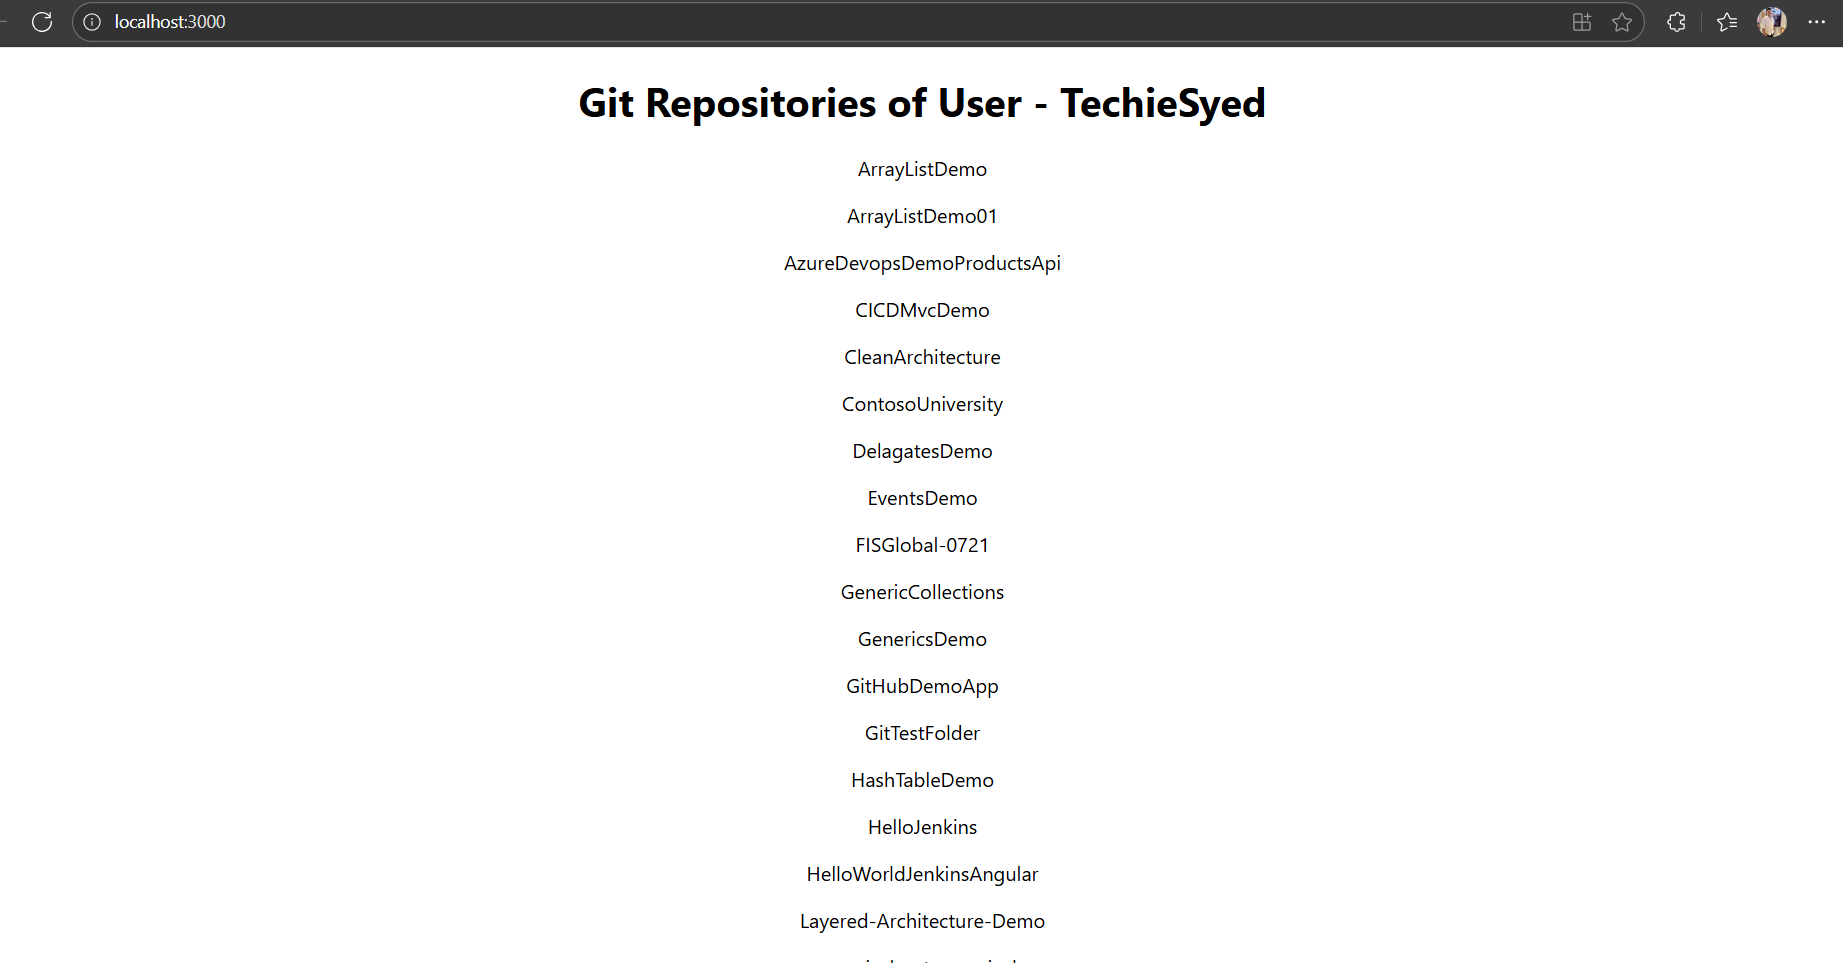 localhost:3000
Git Repositories of User - TechieSyed
ArrayListDemo
ArrayListDemo01
AzureDevopsDemoProductsApi
CICDMvcDemo
CleanArchitecture
ContosoUniversity
DelagatesDemo
EventsDemo
FISGlobal-0721
GenericCollections
GenericsDemo
GitHubDemoApp
GitTestFolder
HashTableDemo
HelloJenkins
HelloWorldJenkinsAngular
Layered-Architecture-Demo